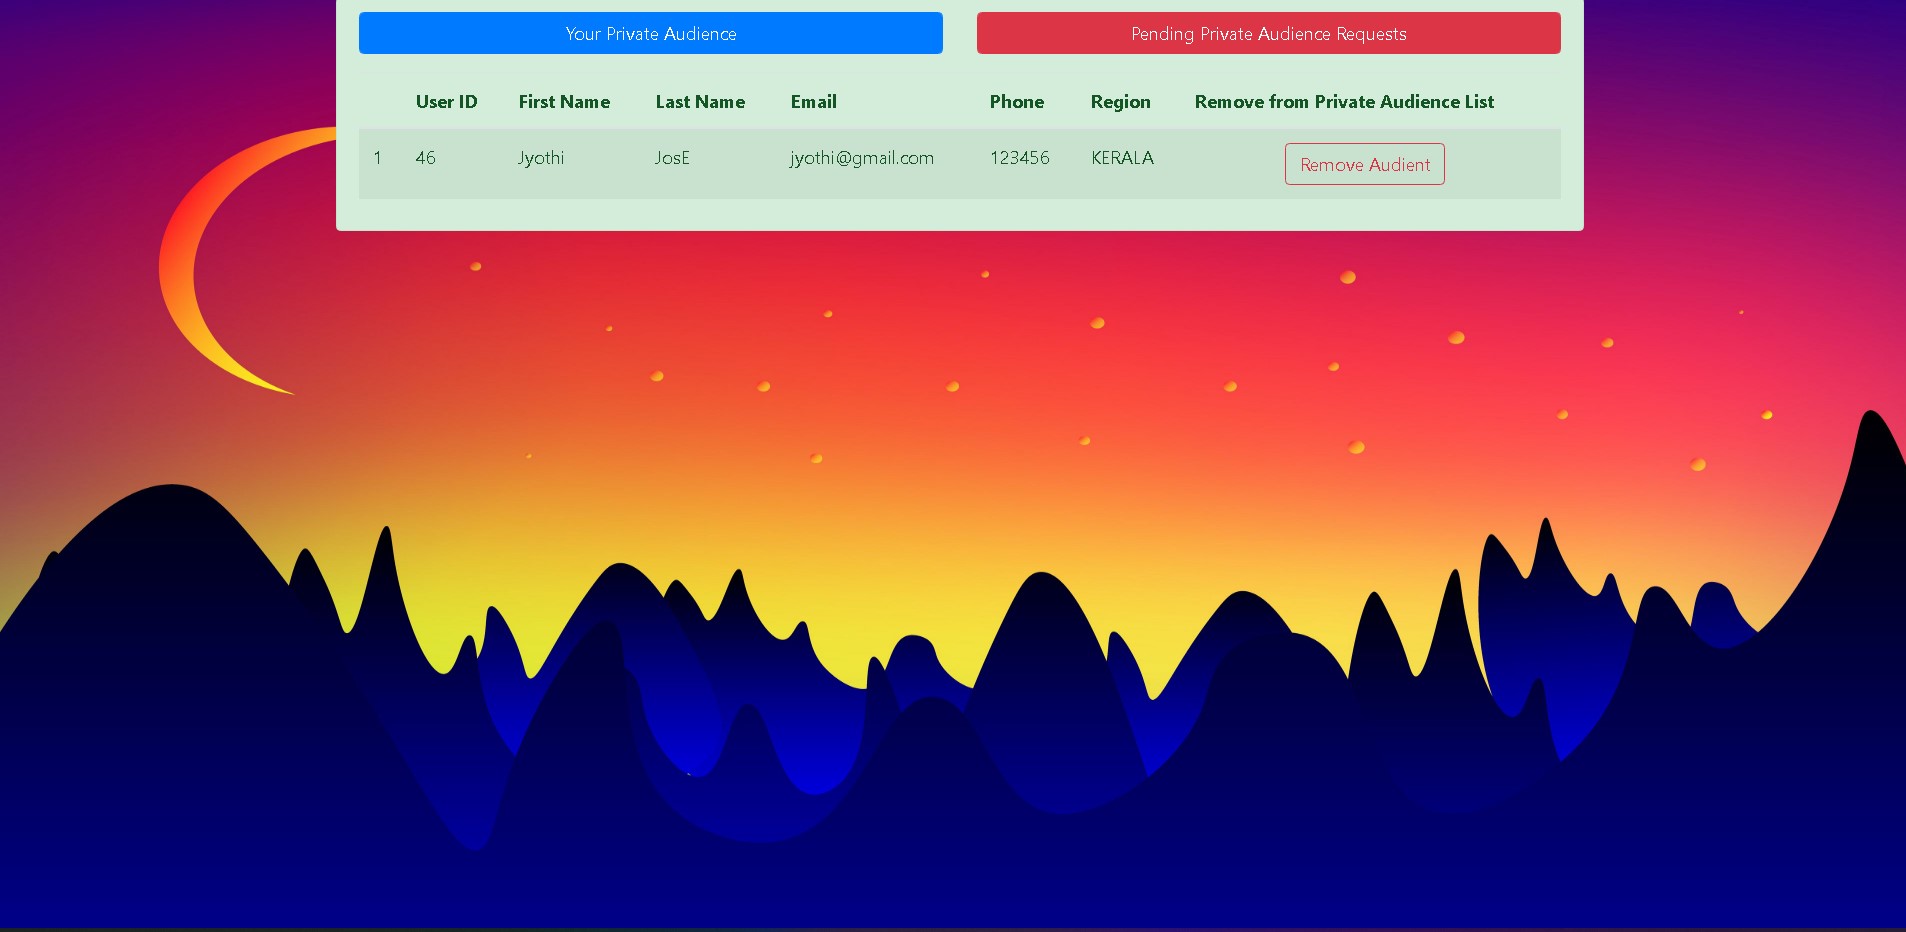 Your Private Audience Pending Private Audience Requests
User ID First Name Last Name Email Phone Region Remove from Private Audience List
1 46 Jyothi JosE jyothi@gmail.com 123456 KERALA Remove Audient